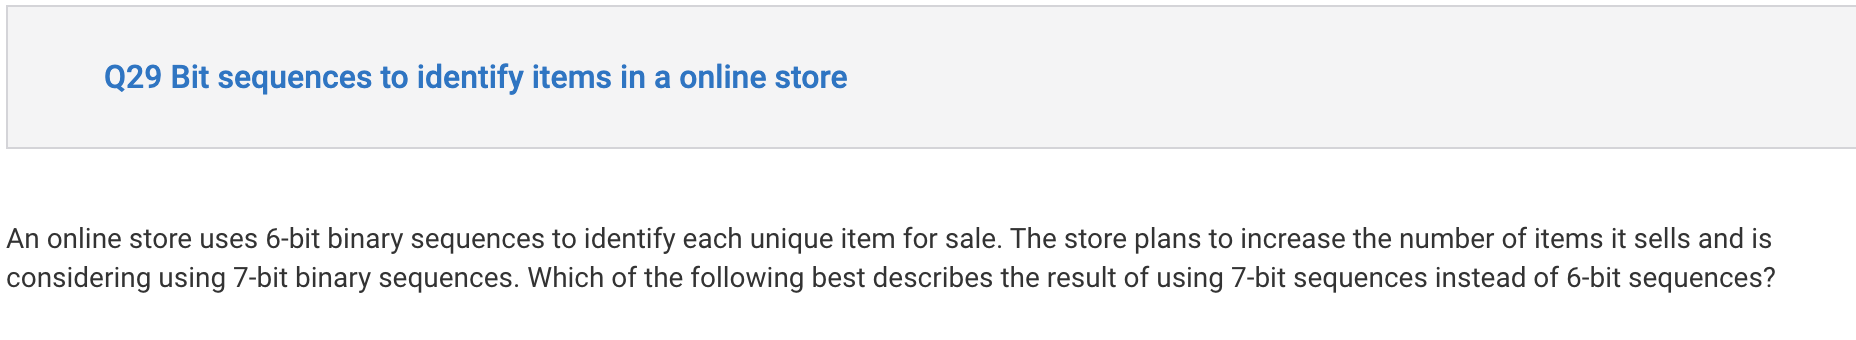 Q29 Bit sequences to identify items in a online store
An online store uses 6-bit binary sequences to identify each unique item for sale. The store plans to increase the number of items it sells and is
considering using 7-bit binary sequences. Which of the following best describes the result of using 7-bit sequences instead of 6-bit sequences?